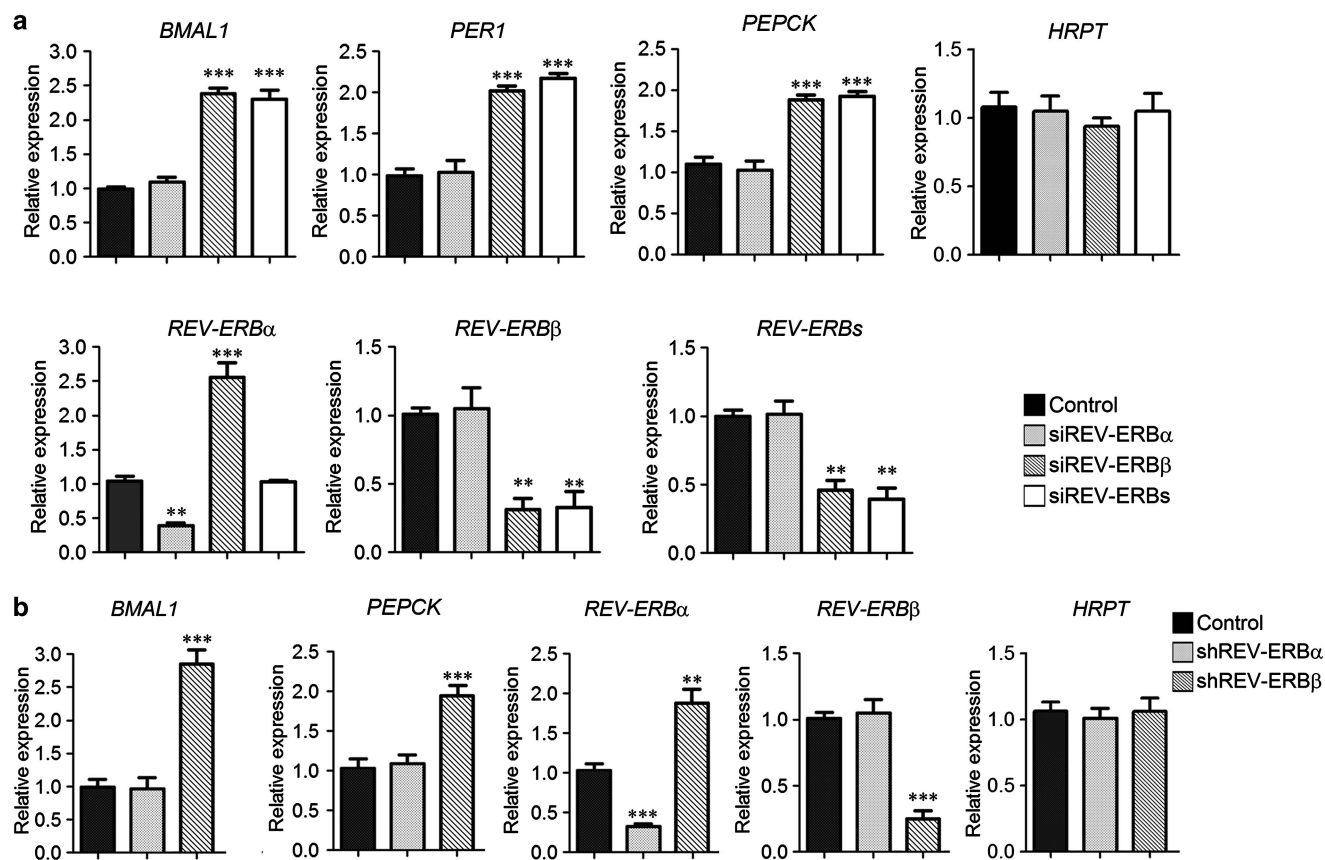 a
BMAL1
PER1
PEPCK
HRPT
Relative expression
3.0
2.5
2.0
1.5
1.0
0.5
0.0
***
***
Relative expression
2.5
2.0
1.5
1.0
0.5
0.0
***
***
Relative expression
2.5
2.0
1.5
1.0
0.5
0.0
***
***
Relative expression
1.5
1.0
0.5
0.0
REV-ERBα
REV-ERBβ
REV-ERBs
Relative expression
3.0
2.5
2.0
1.5
1.0
0.5
0.0
**
***
Relative expression
1.5
1.0
0.5
0.0
**
**
Relative expression
1.5
1.0
0.5
0.0
**
**
Control
siREV-ERBα
siREV-ERBβ
siREV-ERBs
b
BMAL1
PEPCK
REV-ERBα
REV-ERBβ
HRPT
Relative expression
3.0
2.5
2.0
1.5
1.0
0.5
0.0
***
Relative expression
2.5
2.0
1.5
1.0
0.5
0.0
***
Relative expression
2.5
2.0
1.5
1.0
0.5
0.0
***
**
Relative expression
1.5
1.0
0.5
0.0
***
Relative expression
1.5
1.0
0.5
0.0
Control
shREV-ERBα
shREV-ERBβ